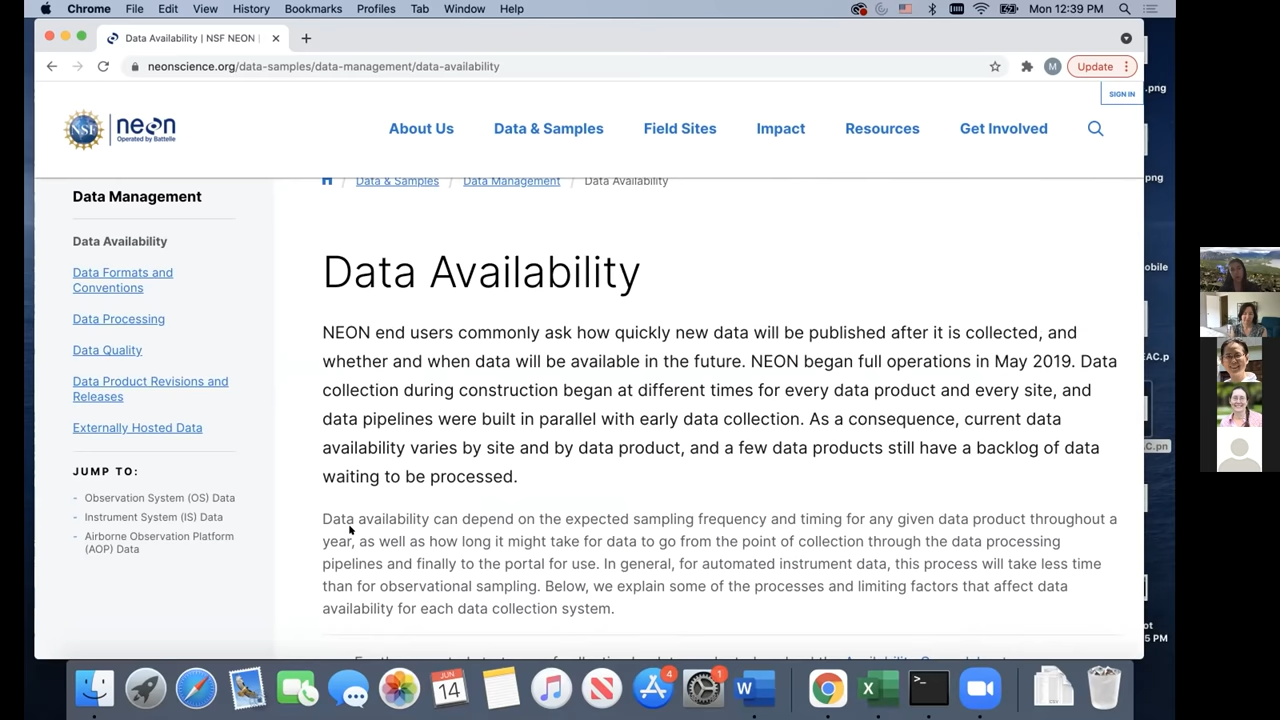 Chrome File Edit View History Bookmarks Profiles Tab Window Help Mon 12:39 PM
Data Availability | NSF NEON |
neonscience.org/data-samples/data-management/data-availability
M
Update
SIGN IN
.png
NSF neon
Operated by Battelle
About Us Data & Samples Field Sites Impact Resources Get Involved
png
Data & Samples / Data Management / Data Availability
Data Management
Data Availability
Data Formats and
Conventions
Data Processing
Data Quality
Data Product Revisions and
Releases
Externally Hosted Data
JUMP TO:
- Observation System (OS) Data
- Instrument System (IS) Data
- Airborne Observation Platform
(AOP) Data
Data Availability
NEON end users commonly ask how quickly new data will be published after it is collected, and
whether and when data will be available in the future. NEON began full operations in May 2019. Data
collection during construction began at different times for every data product and every site, and
data pipelines were built in parallel with early data collection. As a consequence, current data
availability varies by site and by data product, and a few data products still have a backlog of data
waiting to be processed.
Data availability can depend on the expected sampling frequency and timing for any given data product throughout a
year, as well as how long it might take for data to go from the point of collection through the data processing
pipelines and finally to the portal for use. In general, for automated instrument data, this process will take less time
than for observational sampling. Below, we explain some of the processes and limiting factors that affect data
availability for each data collection system.
obile
EAC.p
AC.pn
ot
5 PM
JUN
14
4
1
W
X
>_